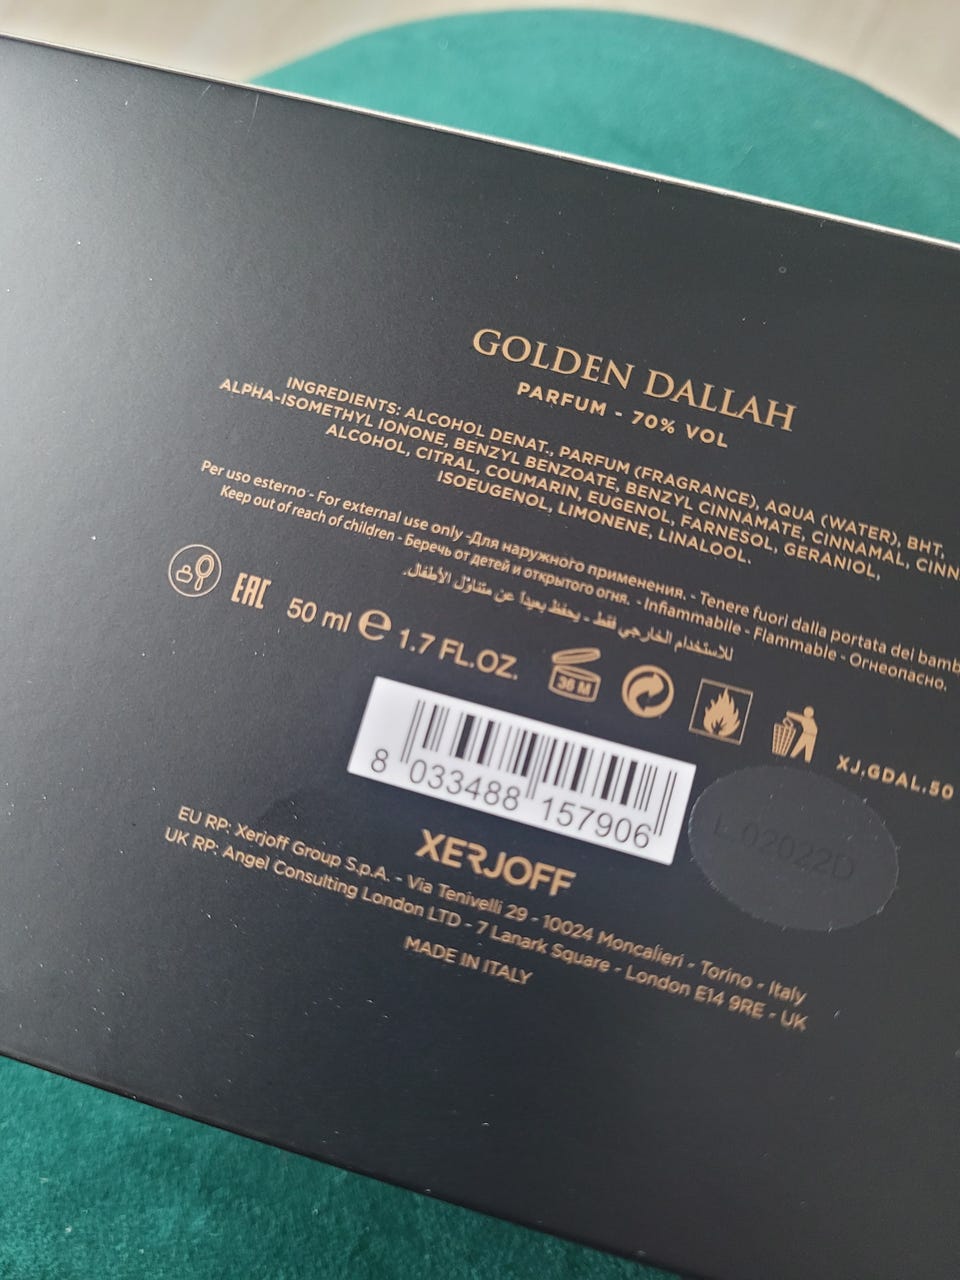 GOLDEN DALLAH
PARFUM - 70% VOL
INGREDIENTS: ALCOHOL DENAT., PARFUM (FRAGRANCE), AQUA (WATER), BHT,
ALPHA-ISOMETHYL IONONE, BENZYL BENZOATE, BENZYL CINNAMATE, CINNAMAL, CINN
ALCOHOL, CITRAL, COUMARIN, EUGENOL, FARNESOL, GERANIOL,
ISOEUGENOL, LIMONENE, LINALOOL.
Per uso esterno - For external use only -Для наружного применения. - Tenere fuori dalla portata dei bamb
Keep out of reach of children - Беречь от детей и открытого огня. - Infiammabile - Flammable - Огнеопасно.
للاستخدام الخارجي فقط - يحفظ بعيداً عن متناول الأطفال.
EAC 50 ml e 1.7 FL.OZ. 36 M
XJ.GDAL.50
8 033488 157906
L 02022D
XERJOFF
EU RP: Xerjoff Group S.p.A. - Via Tenivelli 29 - 10024 Moncalieri - Torino - Italy
UK RP: Angel Consulting London LTD - 7 Lanark Square - London E14 9RE - UK
MADE IN ITALY